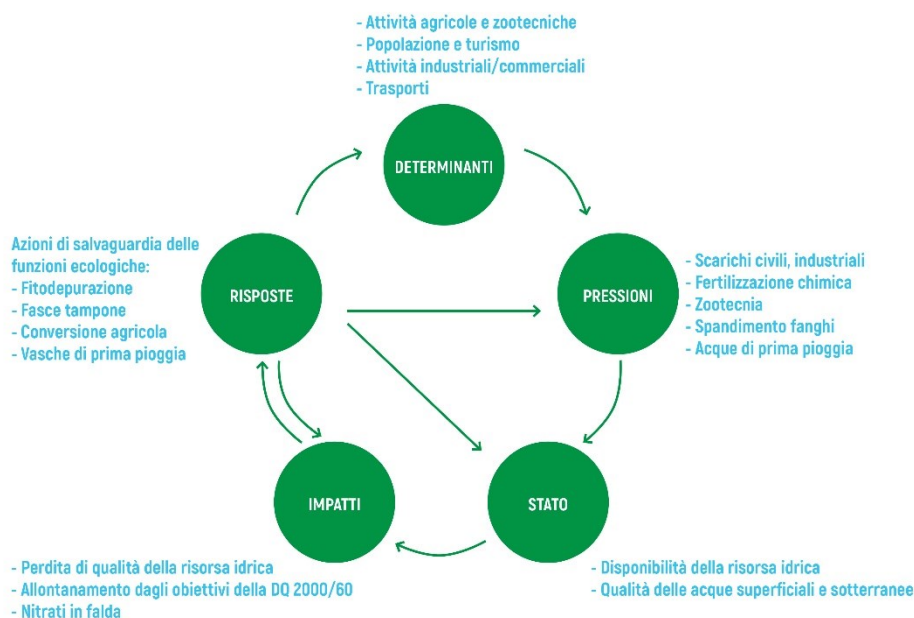 - Attività agricole e zootecniche
- Popolazione e turismo
- Attività industriali/commerciali
- Trasporti
DETERMINANTI
Azioni di salvaguardia delle
funzioni ecologiche:
- Fitodepurazione
- Fasce tampone
- Conversione agricola
- Vasche di prima pioggia
RISPOSTE
PRESSIONI
- Scarichi civili, industriali
- Fertilizzazione chimica
- Zootecnia
- Spandimento fanghi
- Acque di prima pioggia
IMPATTI
STATO
- Perdita di qualità della risorsa idrica
- Allontanamento dagli obiettivi della DQ 2000/60
- Nitrati in falda
- Disponibilità della risorsa idrica
- Qualità delle acque superficiali e sotterranee